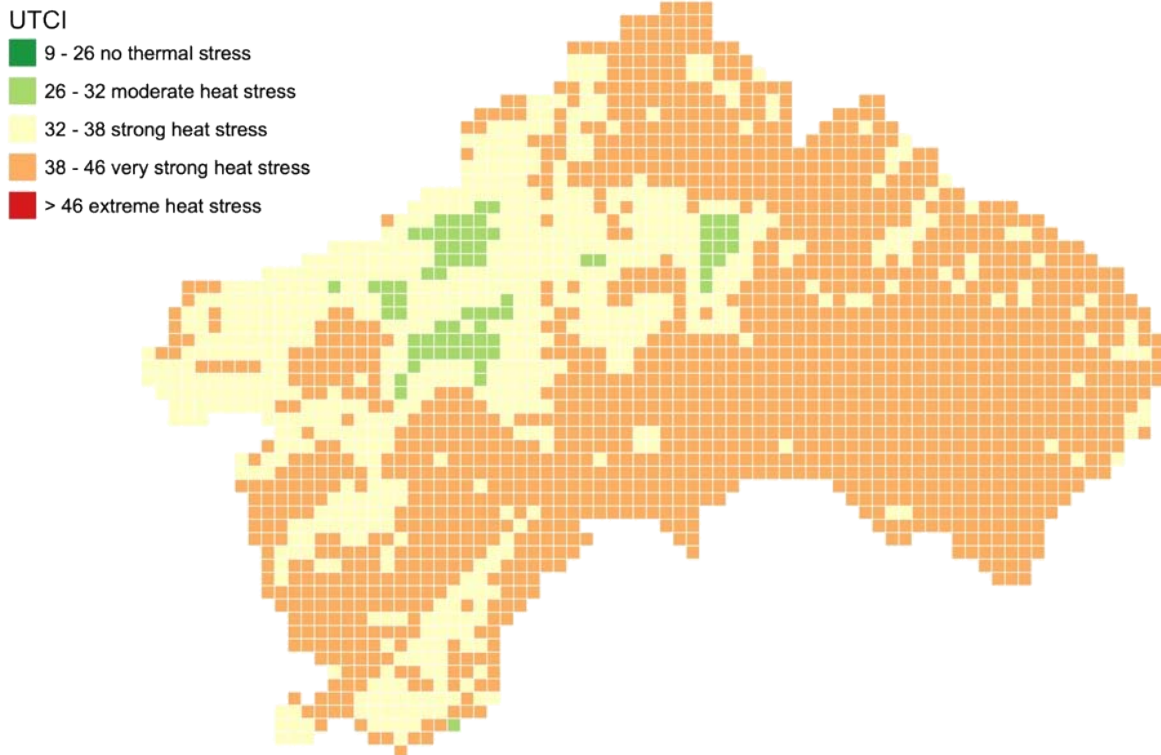 UTCI
9 - 26 no thermal stress
26 - 32 moderate heat stress
32 - 38 strong heat stress
38 - 46 very strong heat stress
> 46 extreme heat stress